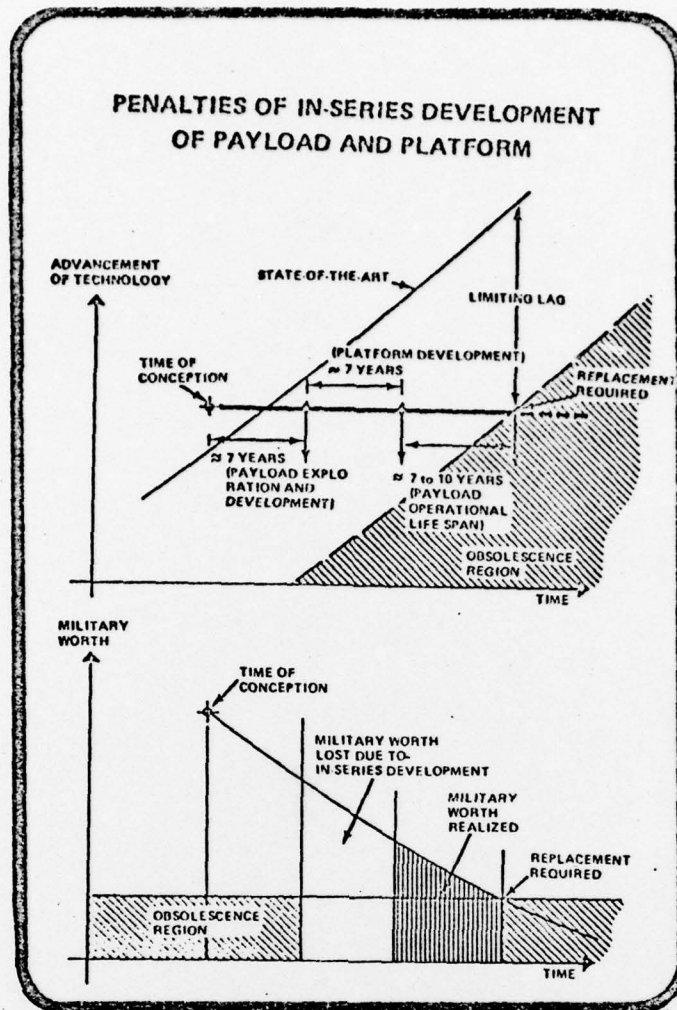 PENALTIES OF IN-SERIES DEVELOPMENT
OF PAYLOAD AND PLATFORM
ADVANCEMENT
OF TECHNOLOGY
STATE-OF-THE-ART
LIMITING LAG
(PLATFORM DEVELOPMENT)
≈ 7 YEARS
TIME OF
CONCEPTION
REPLACEMENT
REQUIRED
≈ 7 YEARS
(PAYLOAD EXPLO
RATION AND
DEVELOPMENT)
≈ 7 to 10 YEARS
(PAYLOAD
OPERATIONAL
LIFE SPAN)
OBSOLESCENCE
REGION
TIME
MILITARY
WORTH
TIME OF
CONCEPTION
MILITARY WORTH
LOST DUE TO-
IN-SERIES DEVELOPMENT
MILITARY
WORTH
REALIZED
REPLACEMENT
REQUIRED
OBSOLESCENCE
REGION
TIME